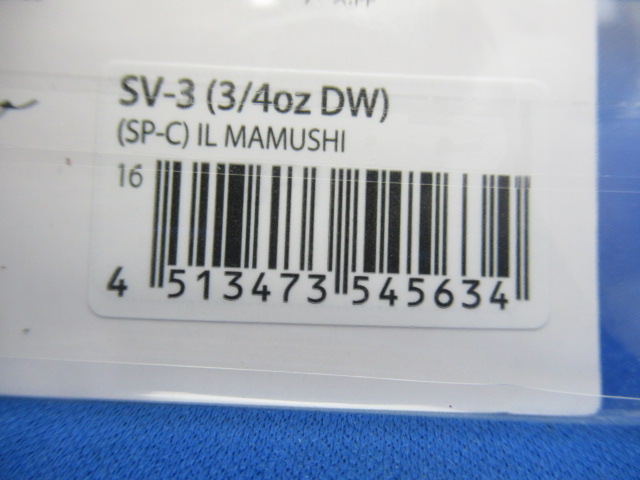 SV-3 (3/4oz DW)
(SP-C) IL MAMUSHI
16
4 513473 545634